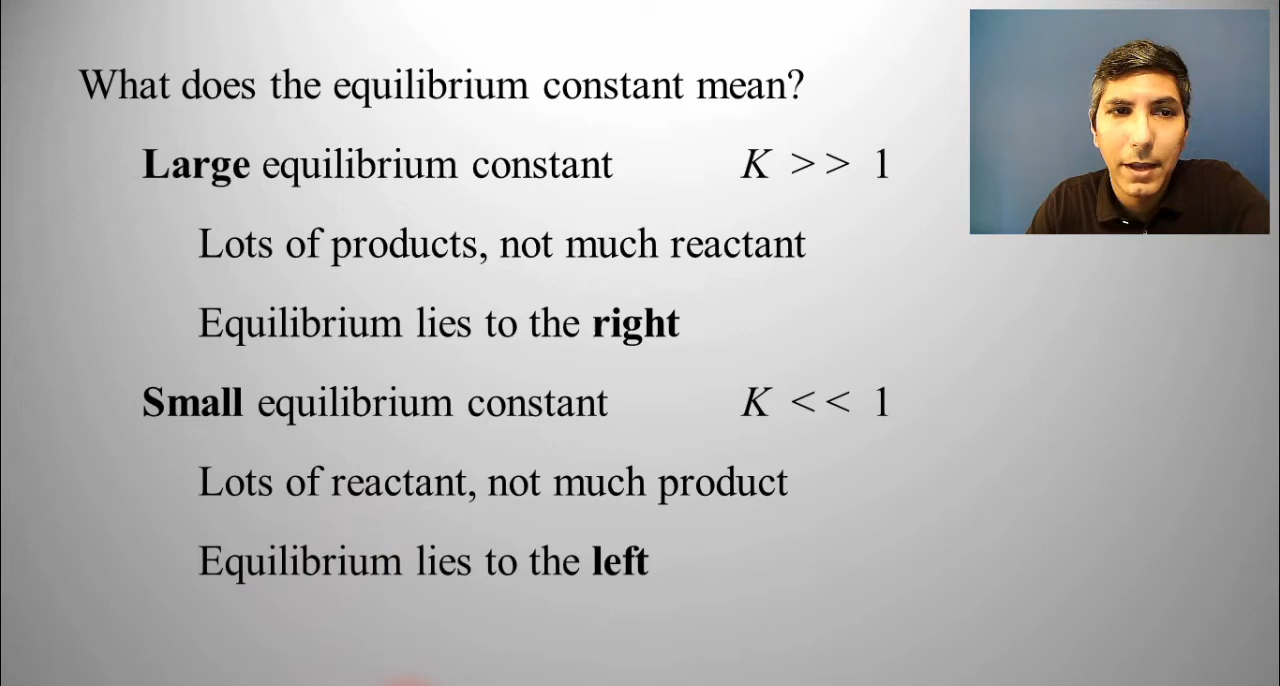 What does the equilibrium constant mean?
Large equilibrium constant K >> 1
Lots of products, not much reactant
Equilibrium lies to the right
Small equilibrium constant K << 1
Lots of reactant, not much product
Equilibrium lies to the left